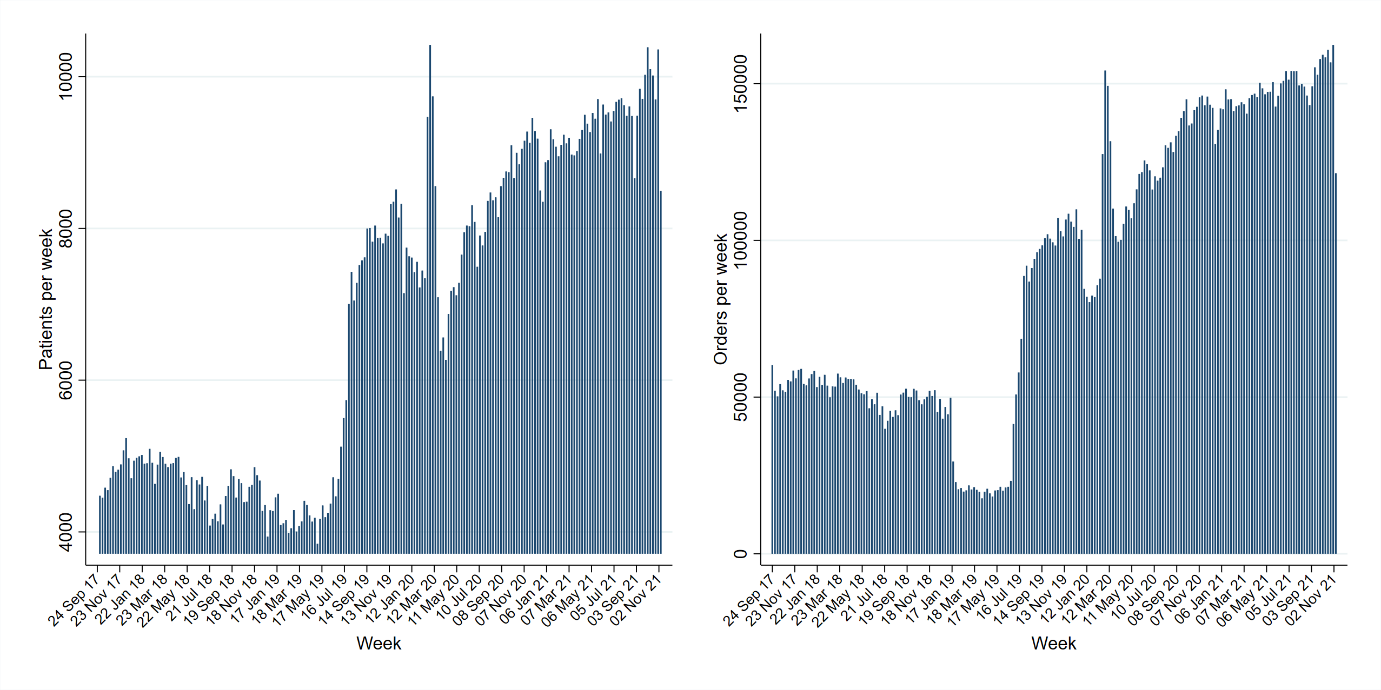 Patients per week
10000
8000
6000
4000
24 Sep 17
23 Nov 17
22 Jan 18
23 Mar 18
22 May 18
21 Jul 18
19 Sep 18
18 Nov 18
17 Jan 19
18 Mar 19
17 May 19
16 Jul 19
14 Sep 19
13 Nov 19
12 Jan 20
12 Mar 20
11 May 20
10 Jul 20
08 Sep 20
07 Nov 20
06 Jan 21
07 Mar 21
06 May 21
05 Jul 21
03 Sep 21
02 Nov 21
Week
Orders per week
150000
100000
50000
0
24 Sep 17
23 Nov 17
22 Jan 18
23 Mar 18
22 May 18
21 Jul 18
19 Sep 18
18 Nov 18
17 Jan 19
18 Mar 19
17 May 19
16 Jul 19
14 Sep 19
13 Nov 19
12 Jan 20
12 Mar 20
11 May 20
10 Jul 20
08 Sep 20
07 Nov 20
06 Jan 21
07 Mar 21
06 May 21
05 Jul 21
03 Sep 21
02 Nov 21
Week